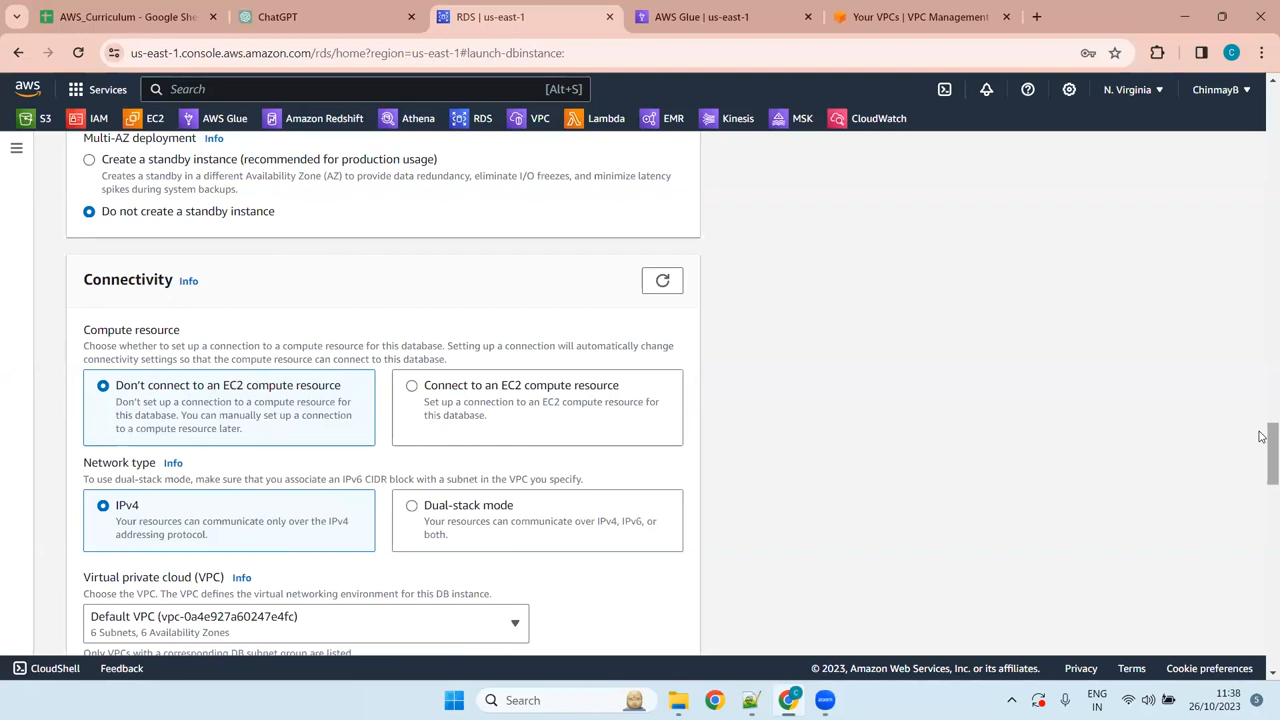 AWS_Curriculum - Google She
ChatGPT
RDS | us-east-1
AWS Glue | us-east-1
Your VPCs | VPC Management
us-east-1.console.aws.amazon.com/rds/home?region=us-east-1#launch-dbinstance:
aws Services Search [Alt+S] N. Virginia ChinmayB
S3 IAM EC2 AWS Glue Amazon Redshift Athena RDS VPC Lambda EMR Kinesis MSK CloudWatch
Multi-AZ deployment Info
Create a standby instance (recommended for production usage)
Creates a standby in a different Availability Zone (AZ) to provide data redundancy, eliminate I/O freezes, and minimize latency
spikes during system backups.
Do not create a standby instance
Connectivity Info
Compute resource
Choose whether to set up a connection to a compute resource for this database. Setting up a connection will automatically change
connectivity settings so that the compute resource can connect to this database.
Don't connect to an EC2 compute resource
Don't set up a connection to a compute resource for
this database. You can manually set up a connection
to a compute resource later.
Connect to an EC2 compute resource
Set up a connection to an EC2 compute resource for
this database.
Network type Info
To use dual-stack mode, make sure that you associate an IPv6 CIDR block with a subnet in the VPC you specify.
IPv4
Your resources can communicate only over the IPv4
addressing protocol.
Dual-stack mode
Your resources can communicate over IPv4, IPv6, or
both.
Virtual private cloud (VPC) Info
Choose the VPC. The VPC defines the virtual networking environment for this DB instance.
Default VPC (vpc-0a4e927a60247e4fc)
6 Subnets, 6 Availability Zones
Only VPCs with a corresponding DB subnet group are listed.
CloudShell Feedback © 2023, Amazon Web Services, Inc. or its affiliates. Privacy Terms Cookie preferences
Search
zoom
ENG
IN
11:38
26/10/2023
5